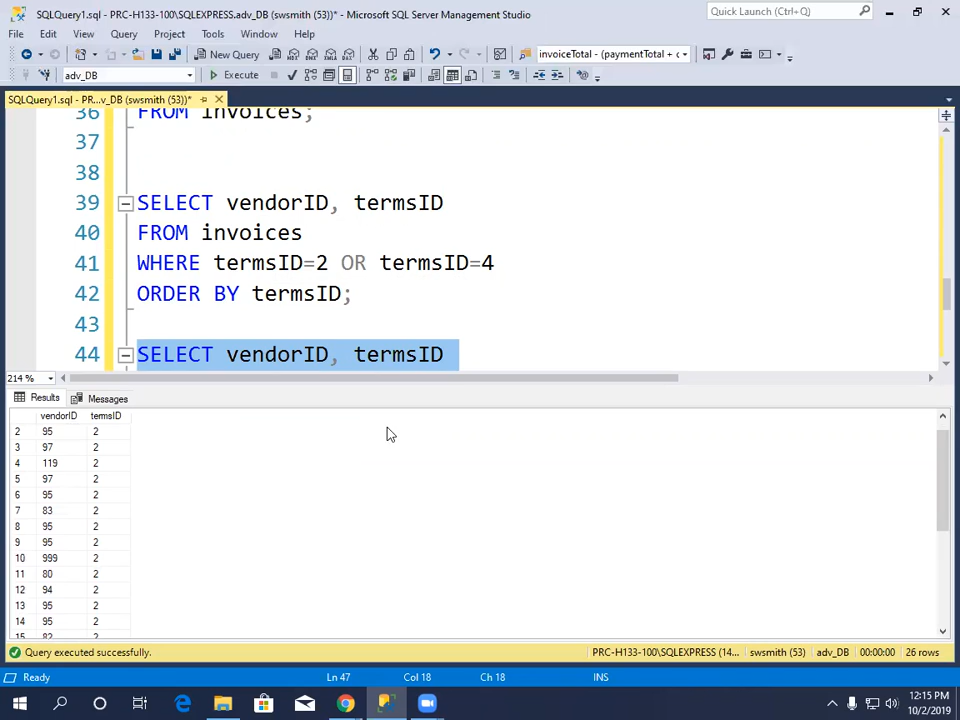 SQLQuery1.sql - PRC-H133-100\SQLEXPRESS.adv_DB (swsmith (53))* - Microsoft SQL Server Management Studio
Quick Launch (Ctrl+Q)
File Edit View Query Project Tools Window Help
New Query
invoiceTotal - (paymentTotal + c
adv_DB
Execute
SQLQuery1.sql - PR...v_DB (swsmith (53))*
36 FROM invoices;
37
38
39 SELECT vendorID, termsID
40 FROM invoices
41 WHERE termsID=2 OR termsID=4
42 ORDER BY termsID;
43
44 SELECT vendorID, termsID
214 %
Results Messages
vendorID termsID
2 95 2
3 97 2
4 119 2
5 97 2
6 95 2
7 83 2
8 95 2
9 95 2
10 999 2
11 80 2
12 94 2
13 95 2
14 95 2
15 82 2
Query executed successfully.
PRC-H133-100\SQLEXPRESS (14... swsmith (53) adv_DB 00:00:00 26 rows
Ready Ln 47 Col 18 Ch 18 INS
12:15 PM
10/2/2019